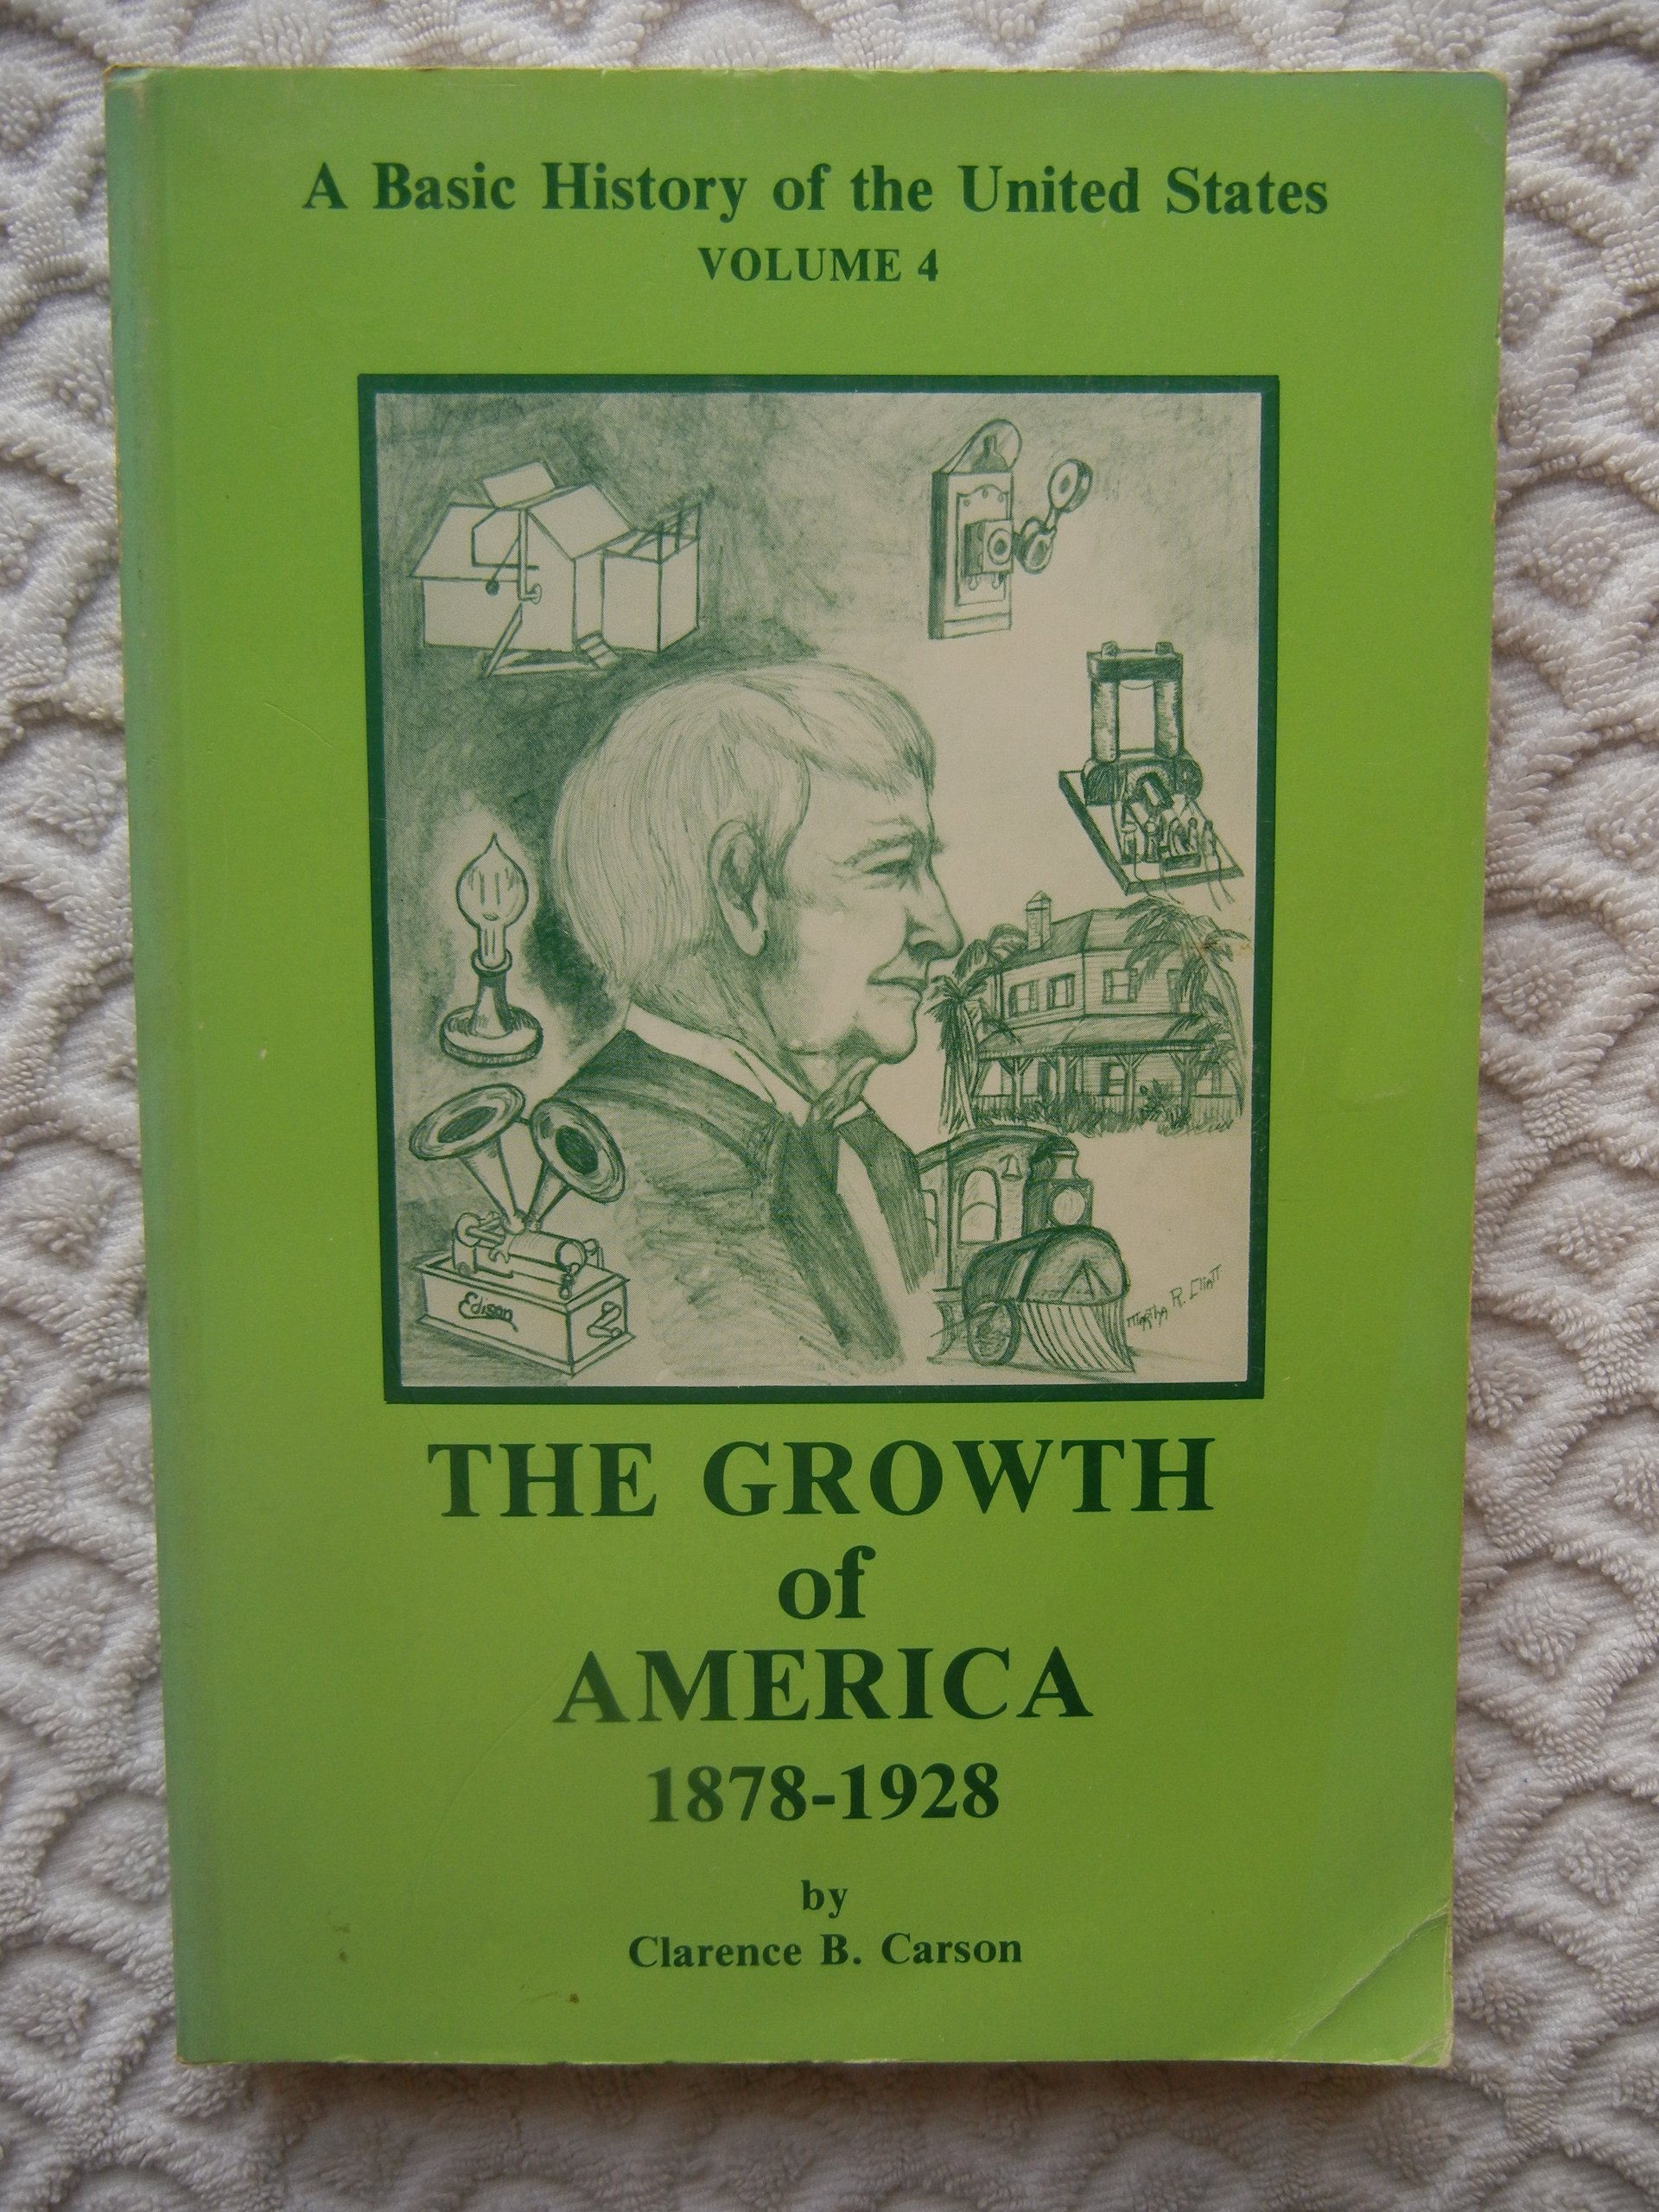 A Basic History of the United States
VOLUME 4
Edison
Martha R. Eliott
THE GROWTH
of
AMERICA
1878-1928
by
Clarence B. Carson